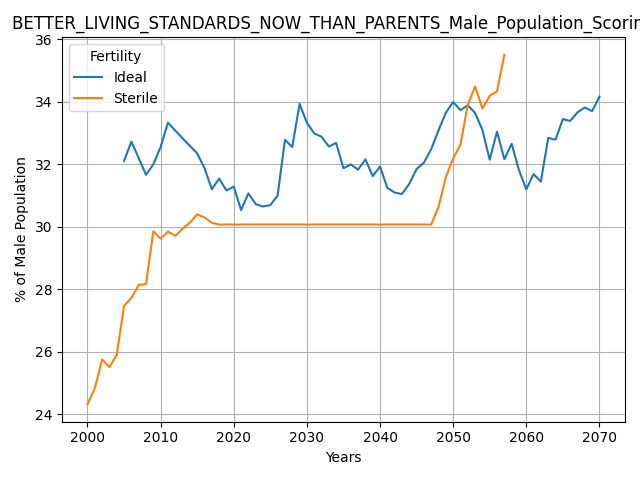 BETTER_LIVING_STANDARDS_NOW_THAN_PARENTS_Male_Population_Scorin
Fertility
Ideal
Sterile
% of Male Population
36
34
32
30
28
26
24
2000 2010 2020 2030 2040 2050 2060 2070
Years